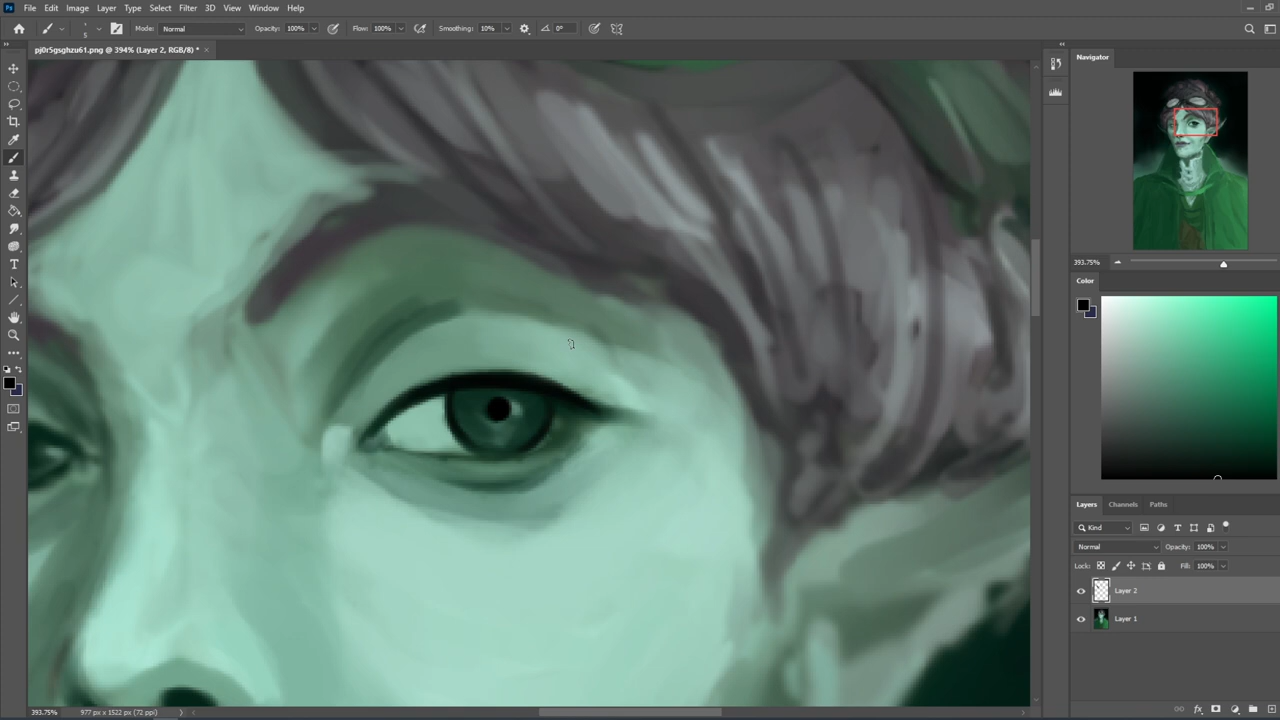 Ps File Edit Image Layer Type Select Filter 3D View Window Help
5 Mode: Normal Opacity: 100% Flow: 100% Smoothing: 10% 0°
pj0r5gsghzu61.png @ 394% (Layer 2, RGB/8) * ×
Navigator
393.75%
Color
Layers Channels Paths
Kind
Normal Opacity: 100%
Lock: Fill: 100%
Layer 2
Layer 1
393.75% 977 px x 1522 px (72 ppi)